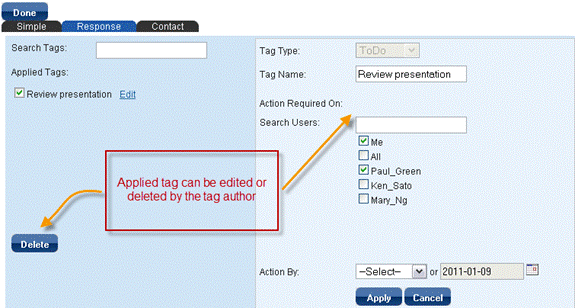 Done
Simple Response Contact
Search Tags:
Applied Tags:
Review presentation Edit
Delete
Applied tag can be edited or
deleted by the tag author
Tag Type: ToDo
Tag Name: Review presentation
Action Required On:
Search Users:
Me
All
Paul_Green
Ken_Sato
Mary_Ng
Action By: --Select-- or 2011-01-09
Apply Cancel